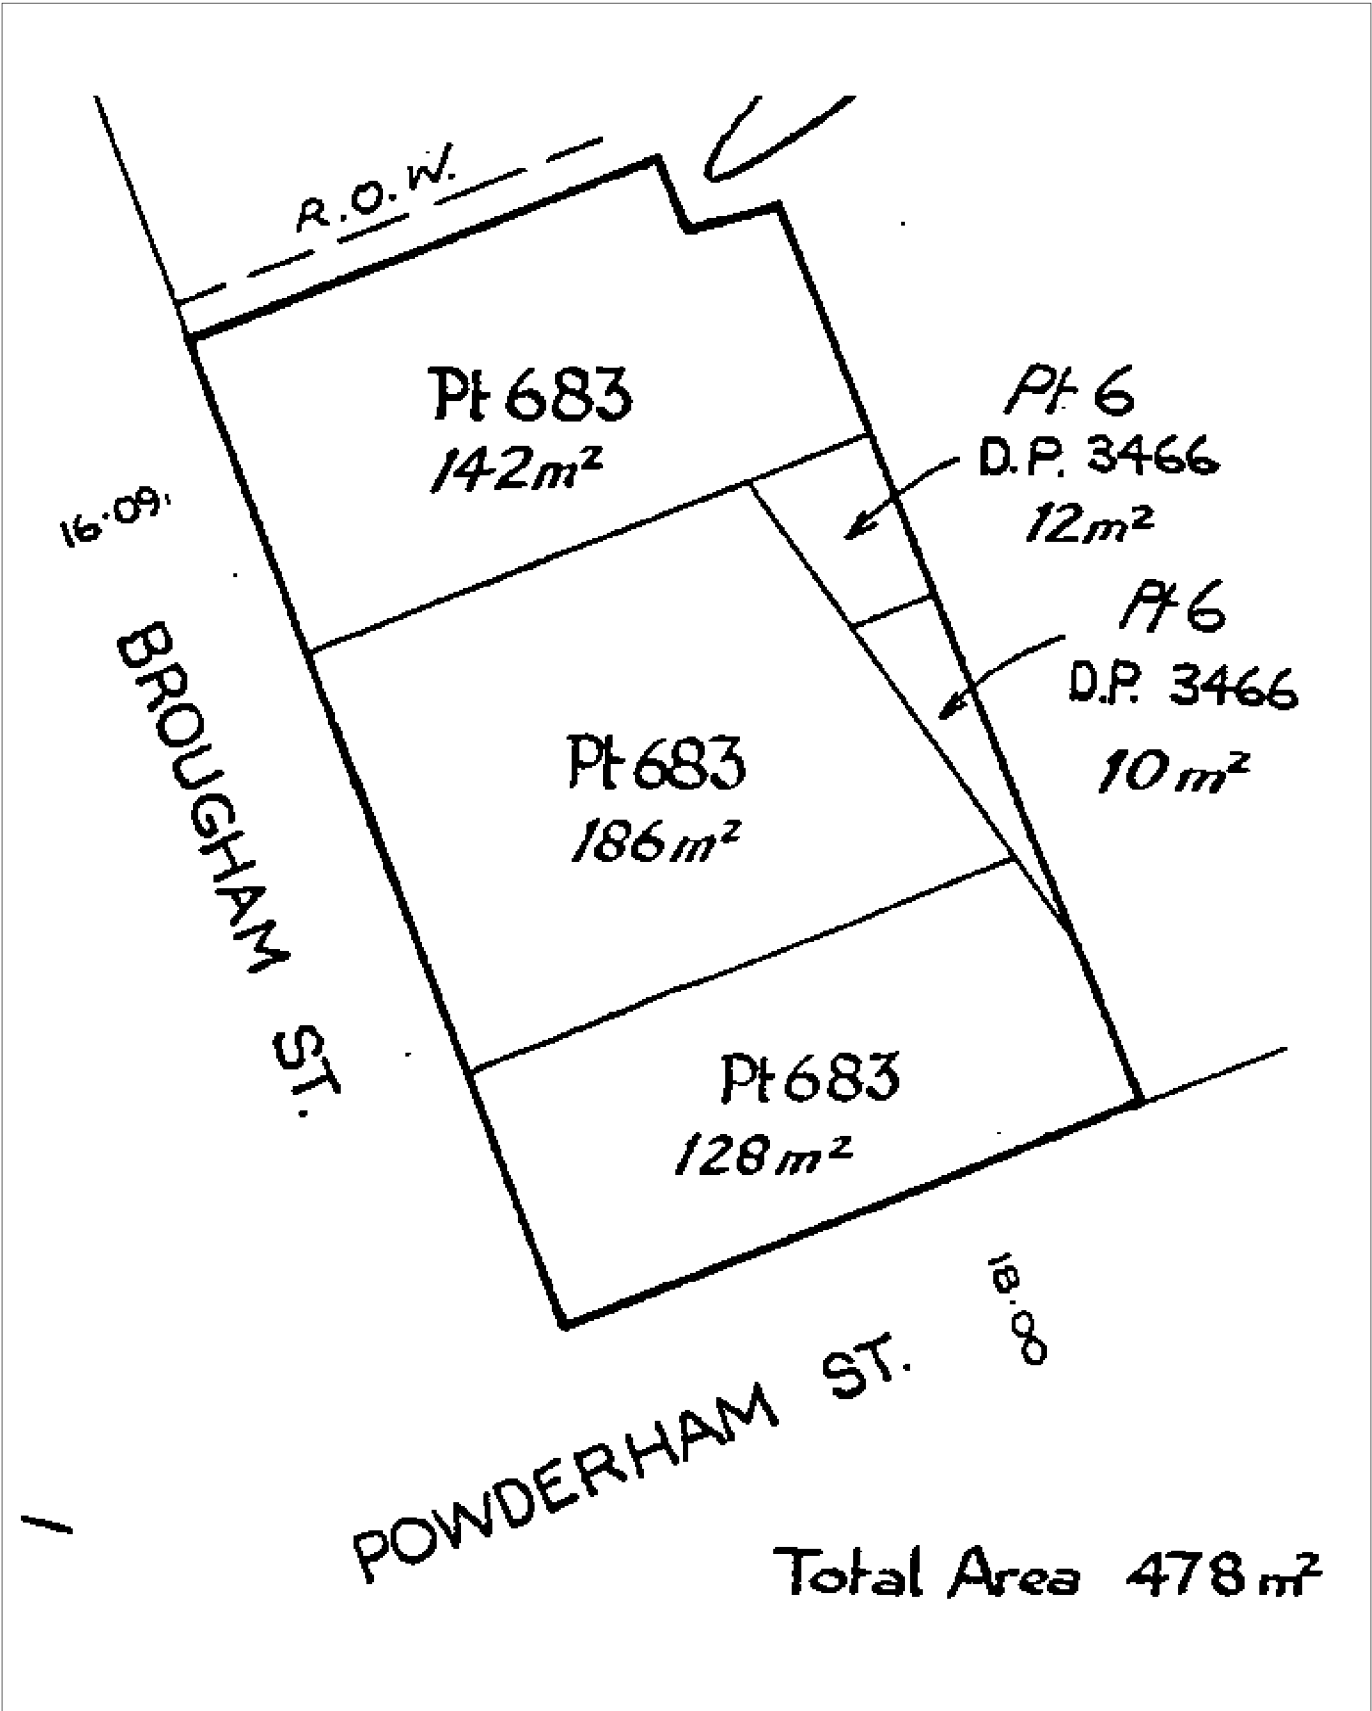 R.O.W.
Pt 683
142m²
Pt 6
D.P. 3466
12m²
16·09
Pt 6
D.P. 3466
10m²
BROUGHAM ST.
Pt 683
186m²
Pt 683
128m²
18·00
POWDERHAM ST.
Total Area 478m²